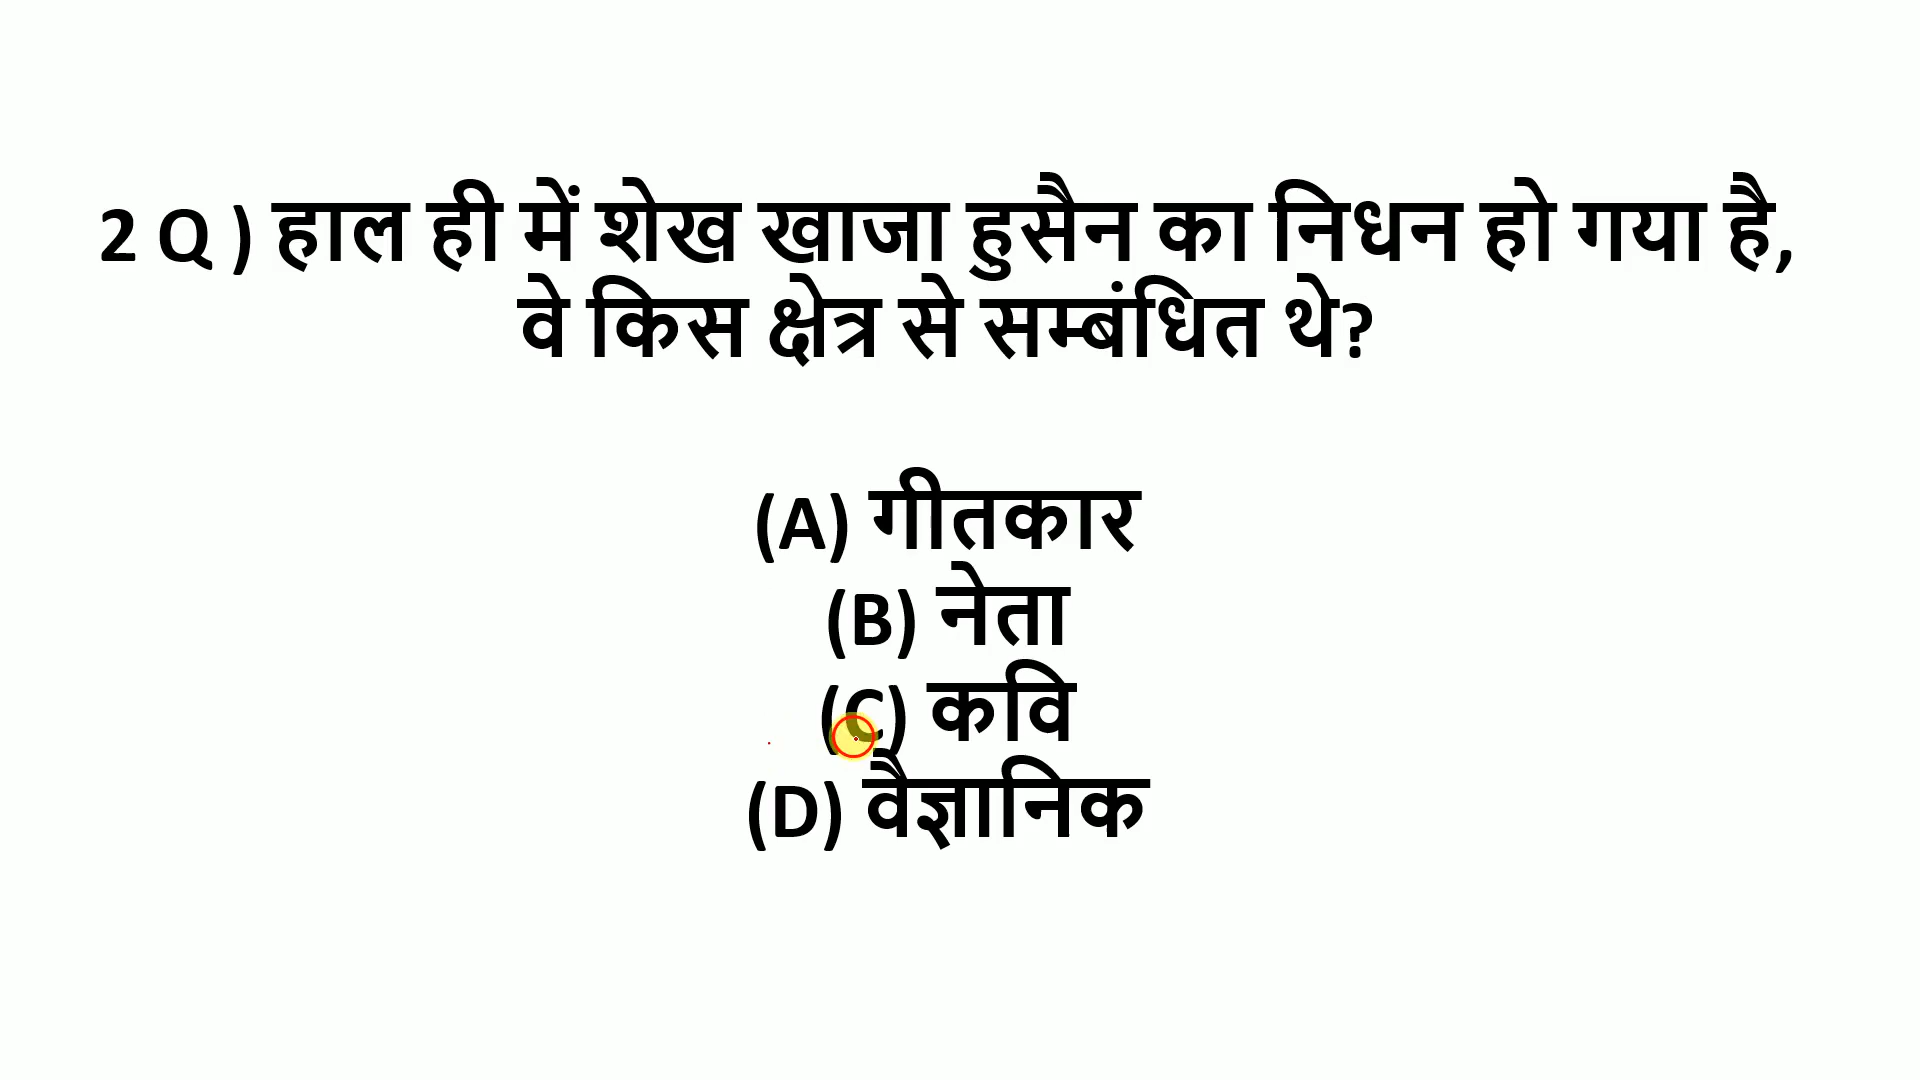 2 Q ) हाल ही में शेख खाजा हुसैन का निधन हो गया है,
वे किस क्षेत्र से सम्बंधित थे?
(A) गीतकार
(B) नेता
(C) कवि
(D) वैज्ञानिक